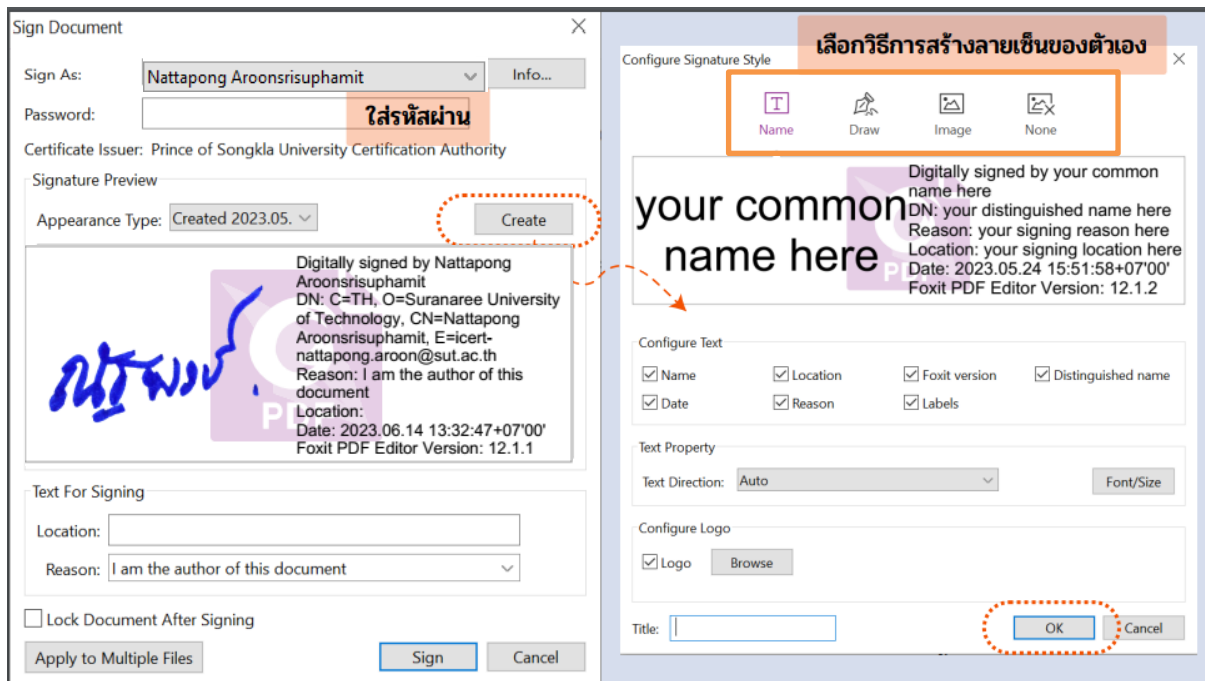 Sign Document
Sign As:
Nattapong Aroonsrisuphamit
Info...
Password:
ใส่รหัสผ่าน
Certificate Issuer: Prince of Songkla University Certification Authority
Signature Preview
Appearance Type:
Created 2023.05.
Create
ณัฐพงษ์.
Digitally signed by Nattapong
Aroonsrisuphamit
DN: C=TH, O=Suranaree University
of Technology, CN=Nattapong
Aroonsrisuphamit, E=icert-
nattapong.aroon@sut.ac.th
Reason: I am the author of this
document
Location:
Date: 2023.06.14 13:32:47+07'00'
Foxit PDF Editor Version: 12.1.1
PDF
Text For Signing
Location:
Reason:
I am the author of this document
Lock Document After Signing
Apply to Multiple Files
Sign
Cancel
เลือกวิธีการสร้างลายเซ็นของตัวเอง
Configure Signature Style
Name
Draw
Image
None
your common
name here
Digitally signed by your common
name here
DN: your distinguished name here
Reason: your signing reason here
Location: your signing location here
Date: 2023.05.24 15:51:58+07'00'
Foxit PDF Editor Version: 12.1.2
PDF
Configure Text
Name
Location
Foxit version
Distinguished name
Date
Reason
Labels
Text Property
Text Direction:
Auto
Font/Size
Configure Logo
Logo
Browse
Title:
OK
Cancel